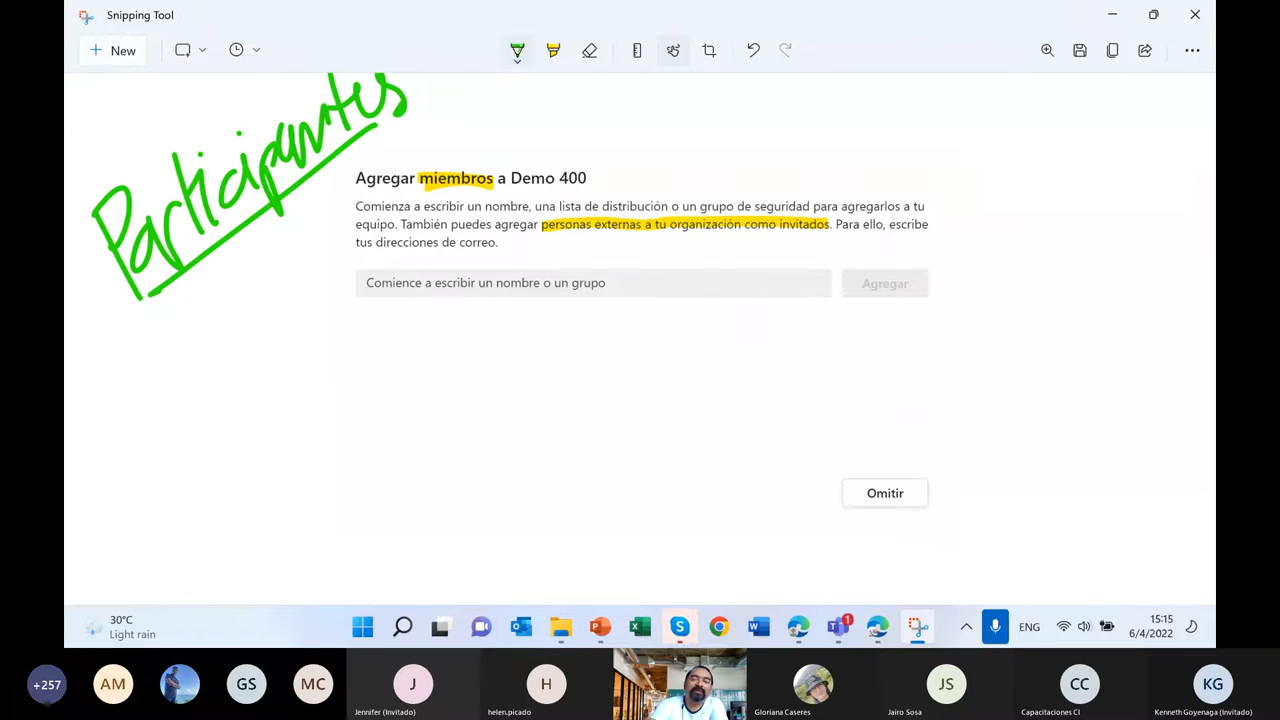 Snipping Tool
New
Participantes
Agregar miembros a Demo 400
Comienza a escribir un nombre, una lista de distribución o un grupo de seguridad para agregarlos a tu
equipo. También puedes agregar personas externas a tu organización como invitados. Para ello, escribe
tus direcciones de correo.
Comience a escribir un nombre o un grupo
Agregar
Omitir
30°C
Light rain
1
ENG
15:15
6/4/2022
+257
AM
GS
MC
J
H
JS
CC
KG
Jennifer (Invitado)
helen.picado
Gloriana Caseres
Jairo Sosa
Capacitaciones CI
Kenneth Goyenaga (Invitado)